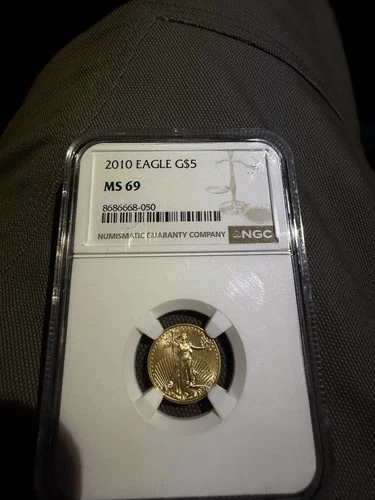 2010 EAGLE G$5
MS 69
8686668-050
NUMISMATIC GUARANTY COMPANY NGC